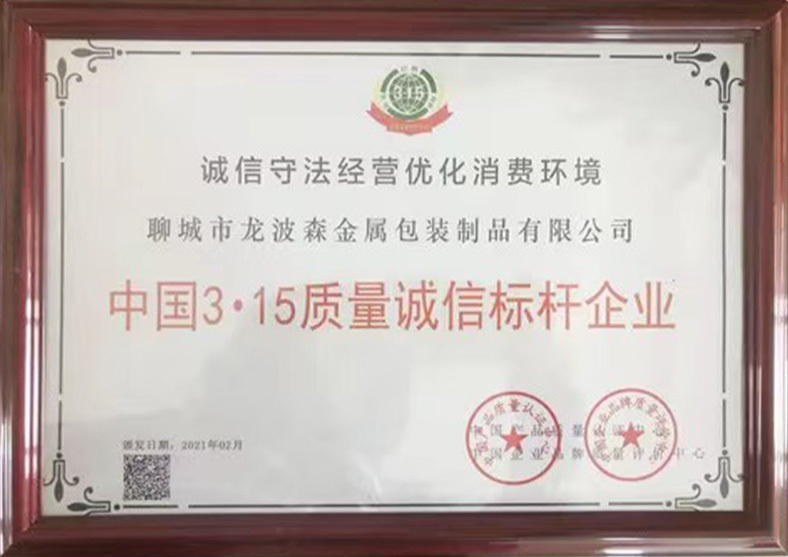 3·15
诚信守法经营优化消费环境
聊城市龙波森金属包装制品有限公司
中国3·15质量诚信标杆企业
颁发日期：2021年02月